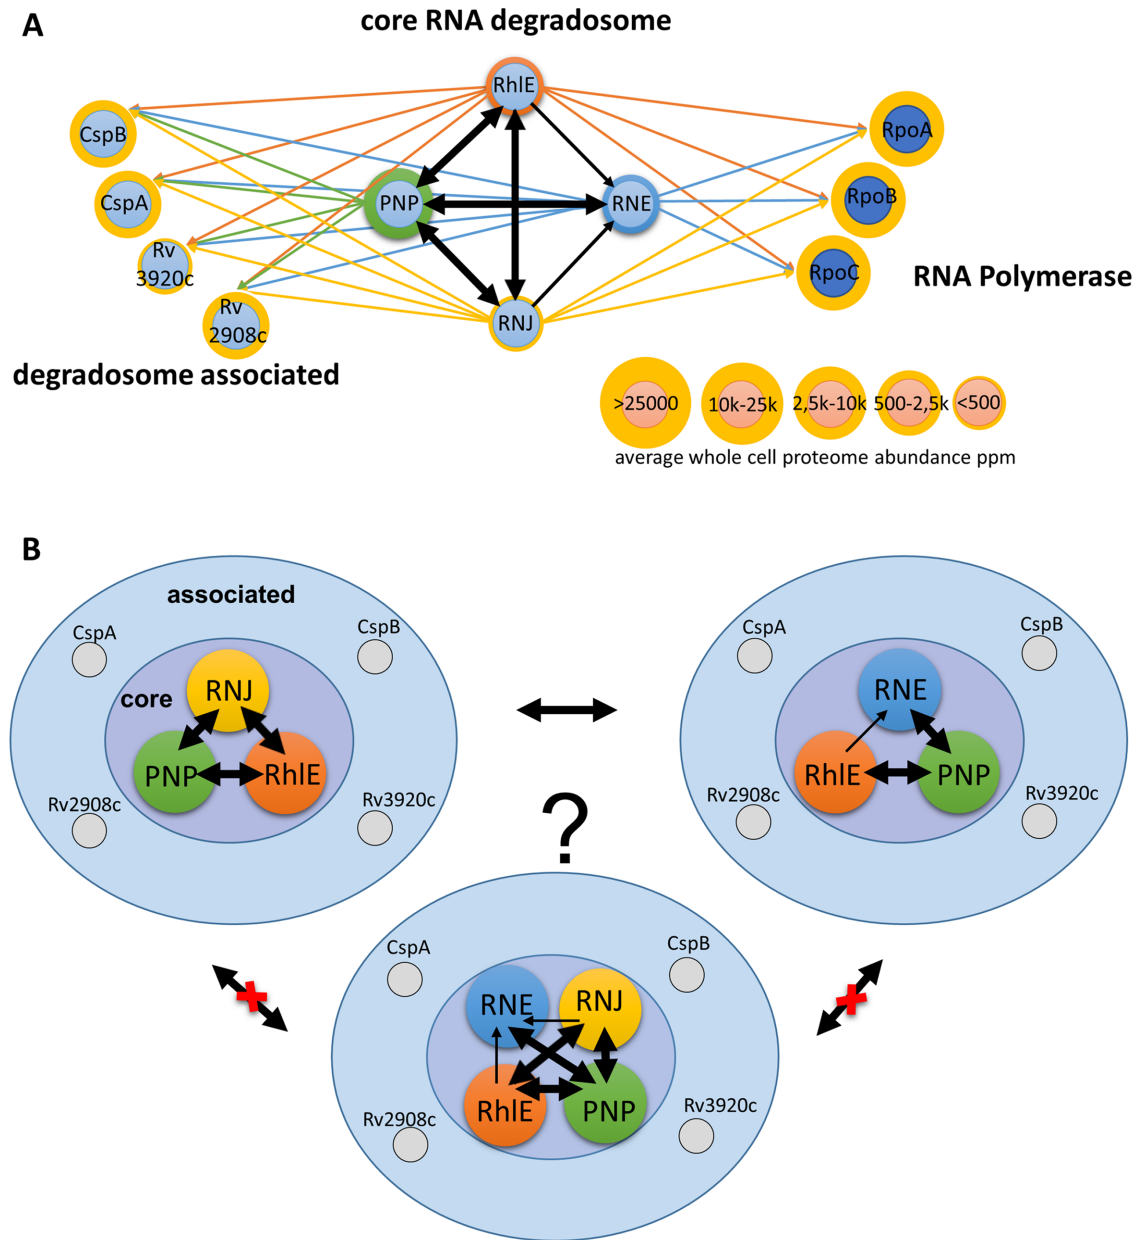 A
core RNA degradosome
RhlE
CspB
RpoA
CspA
PNP
RNE
RpoB
Rv
3920c
RpoC
RNA Polymerase
Rv
2908c
RNJ
degradosome associated
>25000
10k-25k
2,5k-10k
500-2,5k
<500
average whole cell proteome abundance ppm
B
associated
CspA
CspB
core
RNJ
PNP
RhlE
Rv2908c
Rv3920c
CspA
CspB
RNE
RhlE
PNP
Rv2908c
Rv3920c
?
CspA
CspB
RNE
RNJ
RhlE
PNP
Rv2908c
Rv3920c